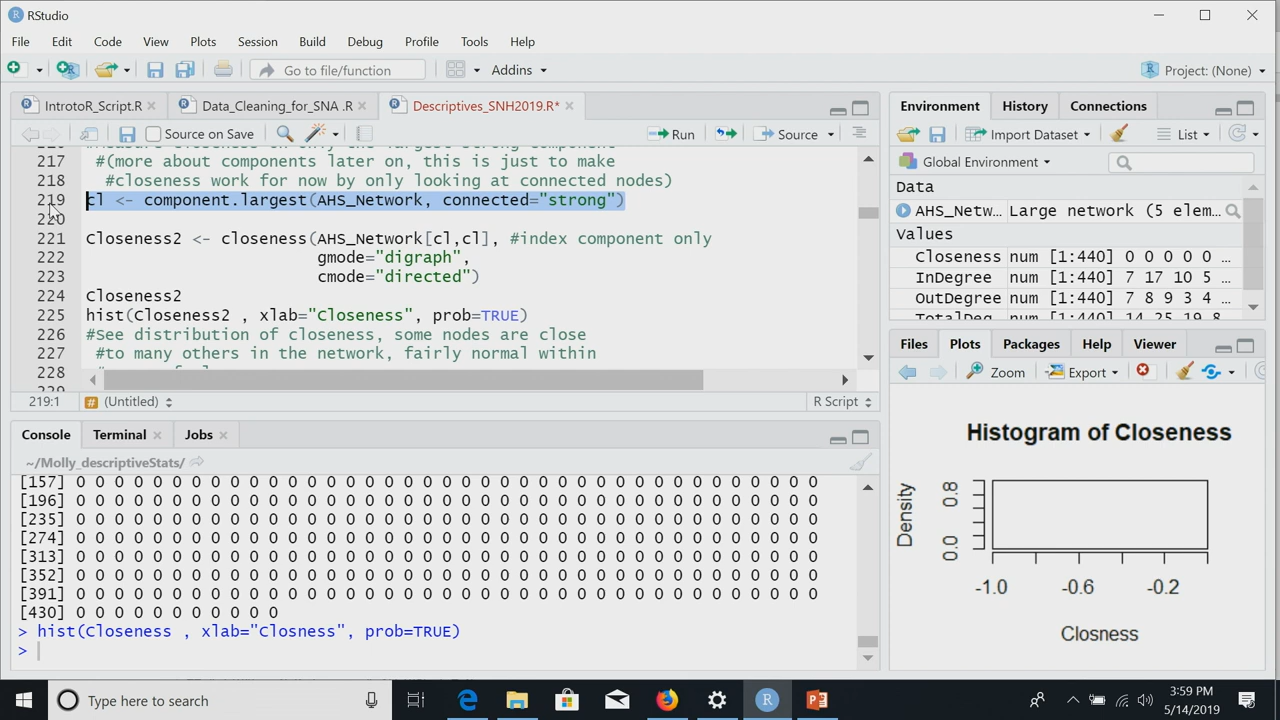 RStudio
File Edit Code View Plots Session Build Debug Profile Tools Help
Go to file/function Addins Project: (None)
IntrotoR_Script.R Data_Cleaning_for_SNA .R Descriptives_SNH2019.R*
Source on Save Run Source
217 #(more about components later on, this is just to make
218 #closeness work for now by only looking at connected nodes)
219 cl <- component.largest(AHS_Network, connected="strong")
220
221 Closeness2 <- closeness(AHS_Network[cl,cl], #index component only
222 gmode="digraph",
223 cmode="directed")
224 Closeness2
225 hist(Closeness2 , xlab="Closeness", prob=TRUE)
226 #See distribution of closeness, some nodes are close
227 #to many others in the network, fairly normal within
228
219:1 (Untitled) R Script
Console Terminal Jobs
~/Molly_descriptiveStats/
[157] 0 0 0 0 0 0 0 0 0 0 0 0 0 0 0 0 0 0 0 0 0 0 0 0 0 0 0 0 0 0 0 0 0 0 0 0 0 0 0
[196] 0 0 0 0 0 0 0 0 0 0 0 0 0 0 0 0 0 0 0 0 0 0 0 0 0 0 0 0 0 0 0 0 0 0 0 0 0 0 0
[235] 0 0 0 0 0 0 0 0 0 0 0 0 0 0 0 0 0 0 0 0 0 0 0 0 0 0 0 0 0 0 0 0 0 0 0 0 0 0 0
[274] 0 0 0 0 0 0 0 0 0 0 0 0 0 0 0 0 0 0 0 0 0 0 0 0 0 0 0 0 0 0 0 0 0 0 0 0 0 0 0
[313] 0 0 0 0 0 0 0 0 0 0 0 0 0 0 0 0 0 0 0 0 0 0 0 0 0 0 0 0 0 0 0 0 0 0 0 0 0 0 0
[352] 0 0 0 0 0 0 0 0 0 0 0 0 0 0 0 0 0 0 0 0 0 0 0 0 0 0 0 0 0 0 0 0 0 0 0 0 0 0 0
[391] 0 0 0 0 0 0 0 0 0 0 0 0 0 0 0 0 0 0 0 0 0 0 0 0 0 0 0 0 0 0 0 0 0 0 0 0 0 0 0
[430] 0 0 0 0 0 0 0 0 0 0 0
> hist(Closeness , xlab="Closness", prob=TRUE)
>
Environment History Connections
Import Dataset List
Global Environment
Data
AHS_Netw… Large network (5 elem…
Values
Closeness num [1:440] 0 0 0 0 0 …
InDegree num [1:440] 7 17 10 5 …
OutDegree num [1:440] 7 8 9 3 4 …
TotalDeg num [1:440] 14 25 19 8
Files Plots Packages Help Viewer
Zoom Export
Histogram of Closeness
Density
0.8
0.0
-1.0 -0.6 -0.2
Closness
Type here to search
3:59 PM
5/14/2019